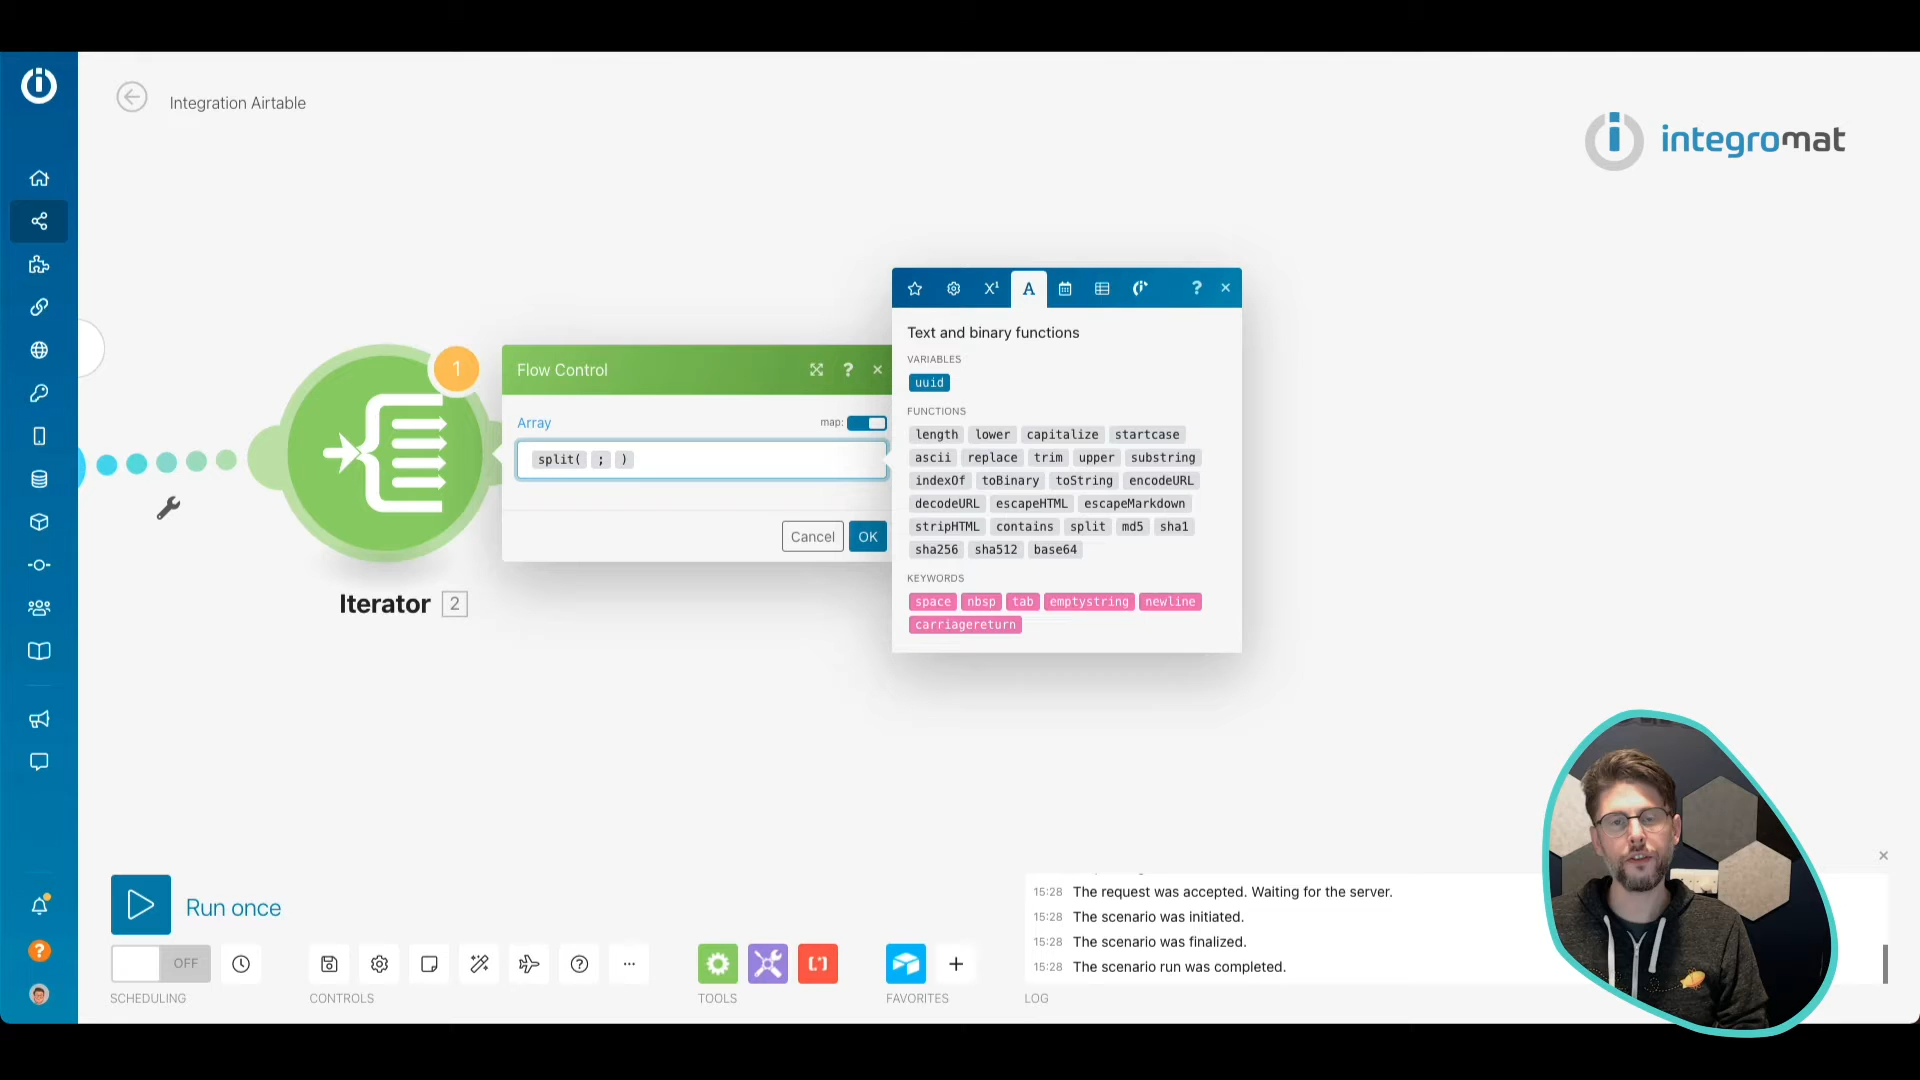 Integration Airtable
integromat
1
Iterator 2
Flow Control ?
Array
map:
split( ; )
Cancel OK
A ?
Text and binary functions
VARIABLES
uuid
FUNCTIONS
length lower capitalize startcase
ascii replace trim upper substring
indexOf toBinary toString encodeURL
decodeURL escapeHTML escapeMarkdown
stripHTML contains split md5 sha1
sha256 sha512 base64
KEYWORDS
space nbsp tab emptystring newline
carriagereturn
Run once
OFF
SCHEDULING
CONTROLS
TOOLS
FAVORITES
15:28 The request was accepted. Waiting for the server.
15:28 The scenario was initiated.
15:28 The scenario was finalized.
15:28 The scenario run was completed.
LOG